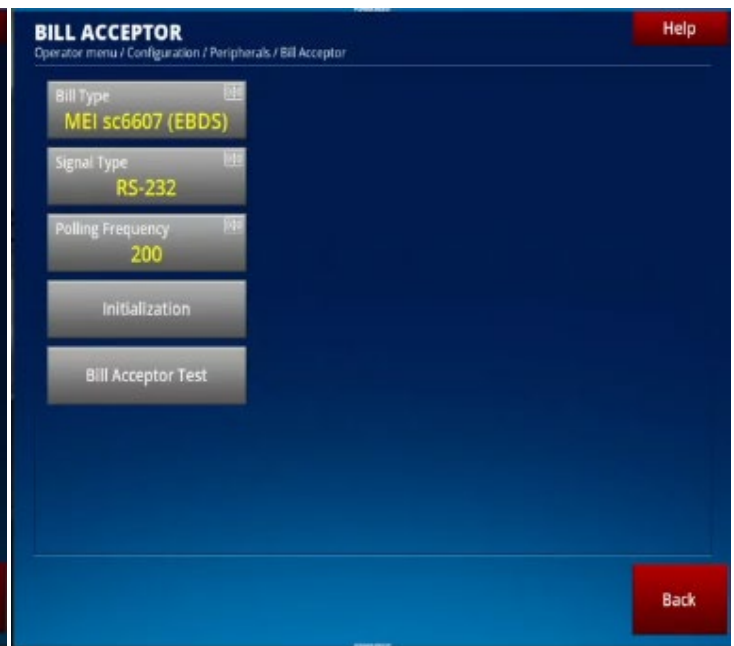 BILL ACCEPTOR
Help
Operator menu / Configuration / Peripherals / Bill Acceptor
Bill Type
MEI sc6607 (EBDS)
Signal Type
RS-232
Polling Frequency
200
Initialization
Bill Acceptor Test
Back